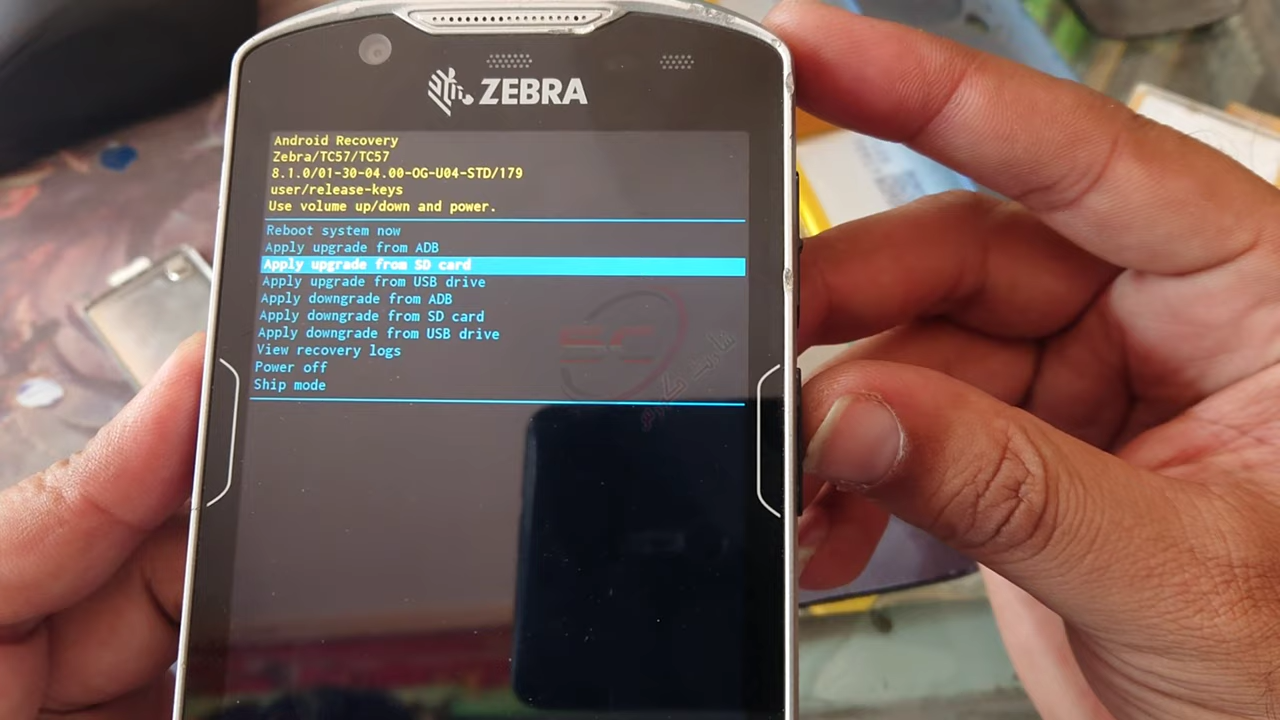 ZEBRA
Android Recovery
Zebra/TC57/TC57
8.1.0/01-30-04.00-OG-U04-STD/179
user/release-keys
Use volume up/down and power.
Reboot system now
Apply upgrade from ADB
Apply upgrade from SD card
Apply upgrade from USB drive
Apply downgrade from ADB
Apply downgrade from SD card
Apply downgrade from USB drive
View recovery logs
Power off
Ship mode